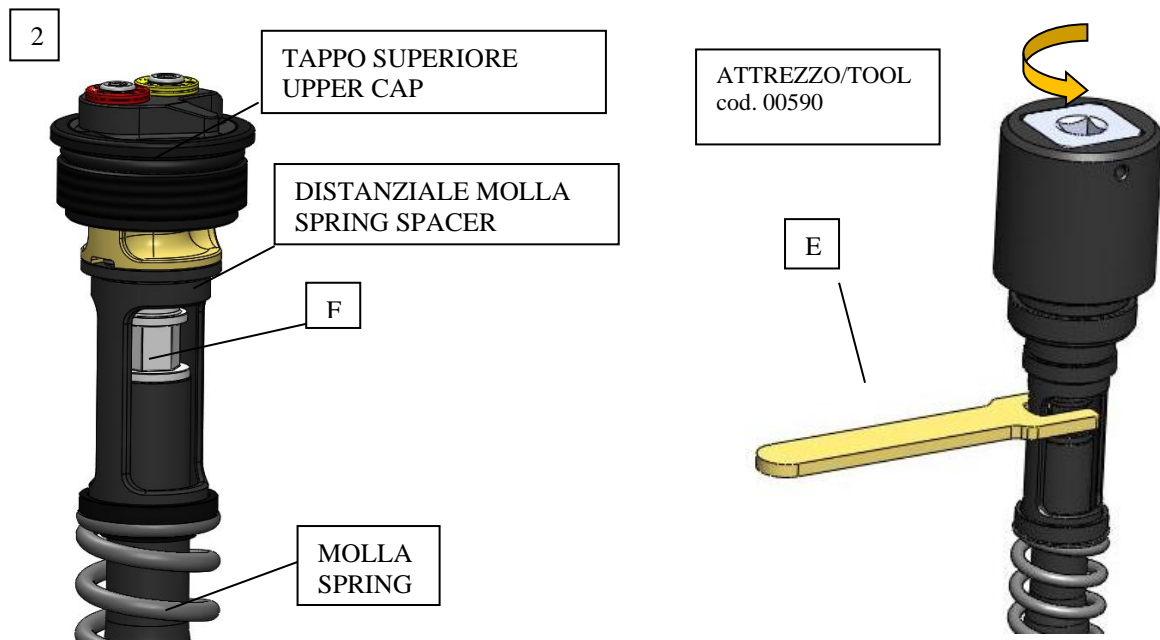 2
TAPPO SUPERIORE
UPPER CAP
DISTANZIALE MOLLA
SPRING SPACER
F
MOLLA
SPRING
ATTREZZO/TOOL
cod. 00590
E